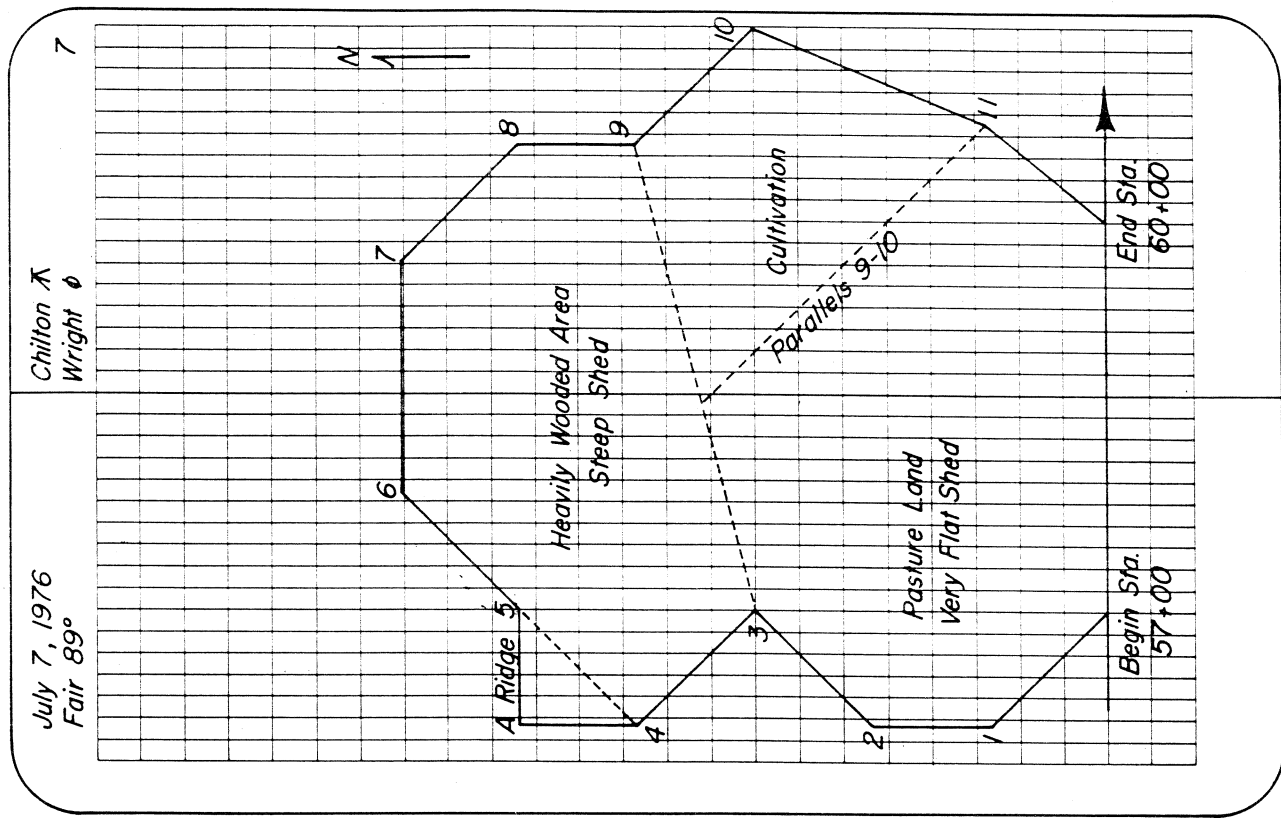 July 7, 1976
Fair 89°
Chilton ⊼
Wright ϕ
7
N
A Ridge 5
6
7
8
9
10
Heavily Wooded Area
Steep Shed
4
3
Cultivation
Parallels 9-10
11
2
1
Pasture Land
Very Flat Shed
Begin Sta.
57+00
End Sta.
60+00